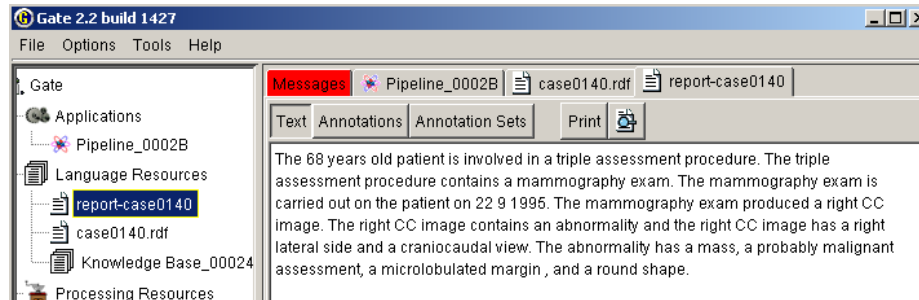 Gate 2.2 build 1427
File Options Tools Help
Gate
Applications
Pipeline_0002B
Language Resources
report-case0140
case0140.rdf
Knowledge Base_00024
Processing Resources
Messages Pipeline_0002B case0140.rdf report-case0140
Text Annotations Annotation Sets Print
The 68 years old patient is involved in a triple assessment procedure. The triple
assessment procedure contains a mammography exam. The mammography exam is
carried out on the patient on 22 9 1995. The mammography exam produced a right CC
image. The right CC image contains an abnormality and the right CC image has a right
lateral side and a craniocaudal view. The abnormality has a mass, a probably malignant
assessment, a microlobulated margin , and a round shape.